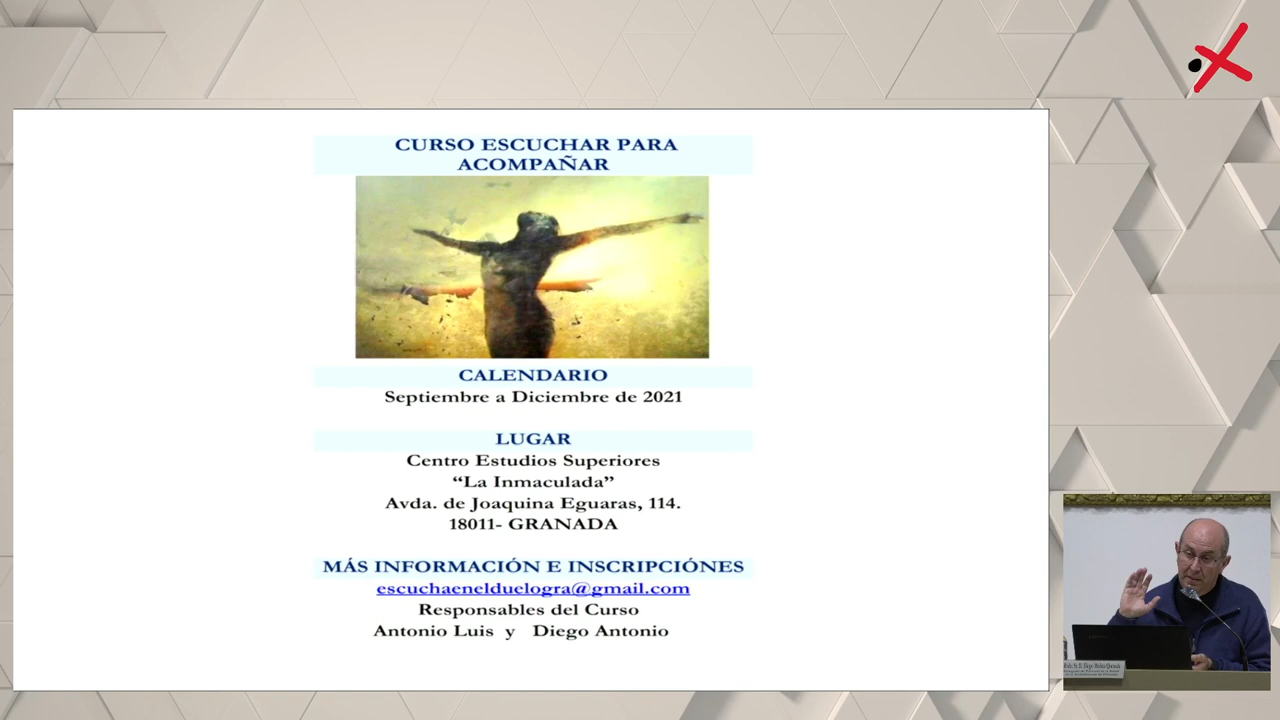 CURSO ESCUCHAR PARA
ACOMPAÑAR
CALENDARIO
Septiembre a Diciembre de 2021
LUGAR
Centro Estudios Superiores
“La Inmaculada”
Avda. de Joaquina Eguaras, 114.
18011- GRANADA
MÁS INFORMACIÓN E INSCRIPCIÓNES
escuchaenelduelogra@gmail.com
Responsables del Curso
Antonio Luis y Diego Antonio